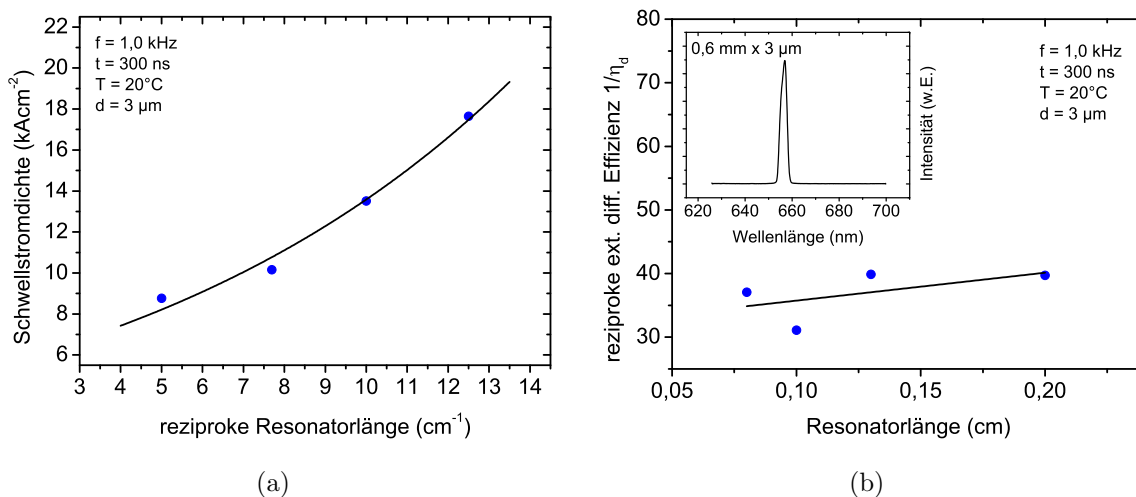 22
20
18
16
14
12
10
8
6
Schwellstromdichte (kAcm-2)
f = 1,0 kHz
t = 300 ns
T = 20°C
d = 3 µm
3 4 5 6 7 8 9 10 11 12 13 14
reziproke Resonatorlänge (cm-1)
(a)
80
70
60
50
40
30
reziproke ext. diff. Effizienz 1/ηd
0,6 mm x 3 µm
Intensität (w.E.)
620 640 660 680 700
Wellenlänge (nm)
f = 1,0 kHz
t = 300 ns
T = 20°C
d = 3 µm
0,05 0,10 0,15 0,20
Resonatorlänge (cm)
(b)